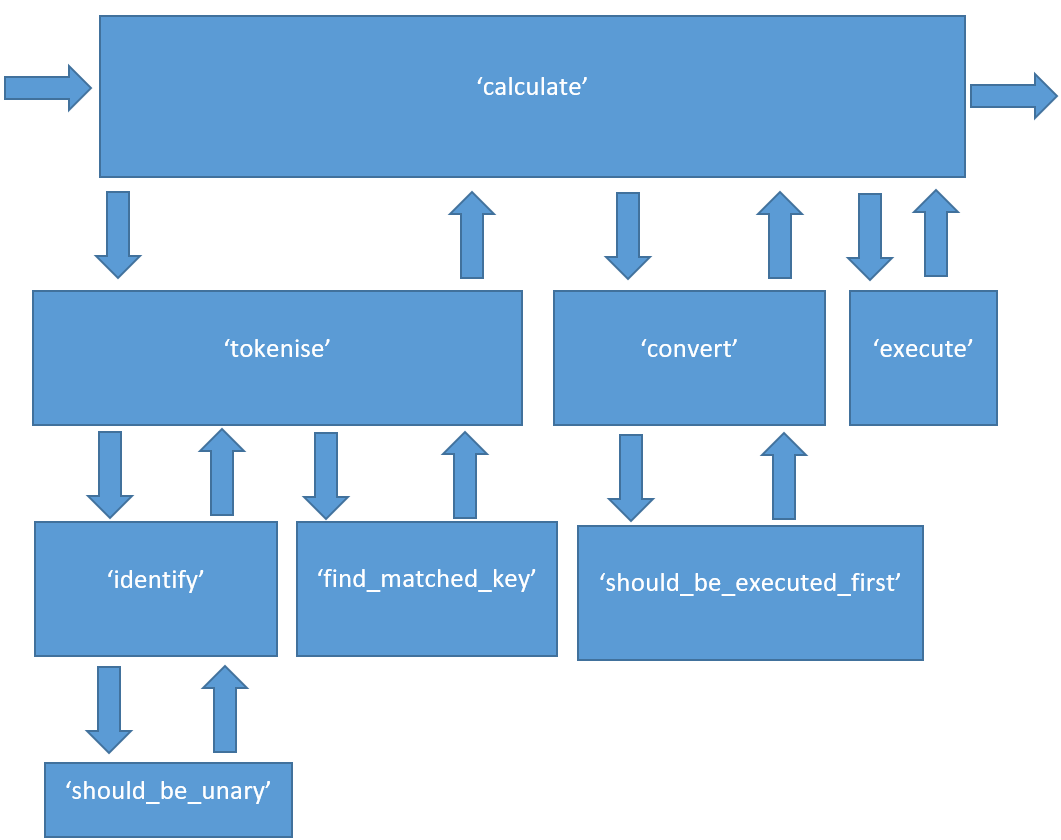 ‘calculate’
‘tokenise’
‘convert’
‘execute’
‘identify’
‘find_matched_key’
‘should_be_executed_first’
‘should_be_unary’